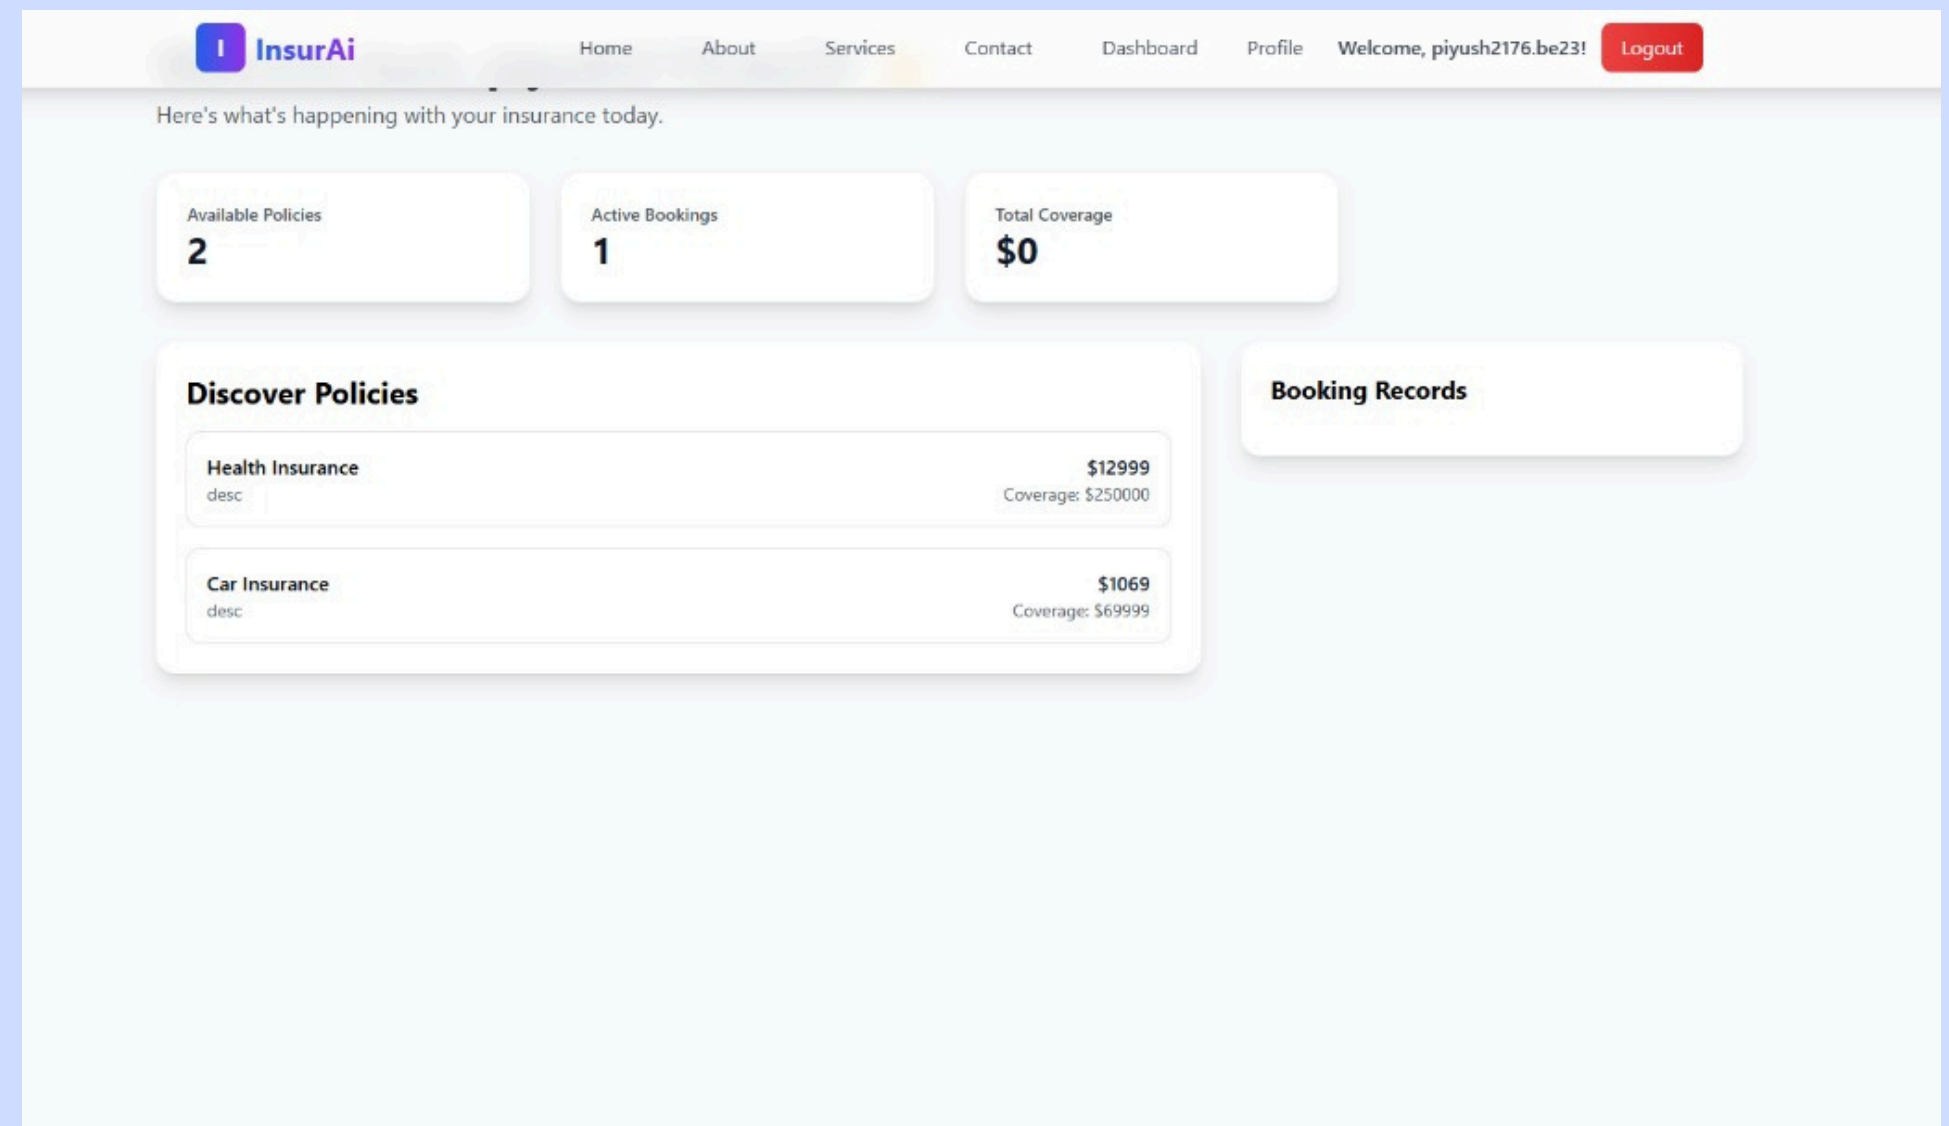 I InsurAi Home About Services Contact Dashboard Profile Welcome, piyush2176.be23! Logout
Here's what's happening with your insurance today.
Available Policies
2
Active Bookings
1
Total Coverage
$0
Discover Policies
Health Insurance
desc
$12999
Coverage: $250000
Car Insurance
desc
$1069
Coverage: $69999
Booking Records